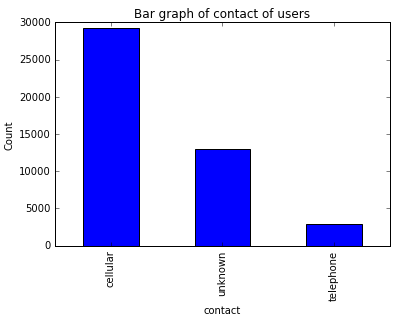 Bar graph of contact of users
30000
25000
20000
15000
10000
5000
0
Count
cellular
unknown
telephone
contact